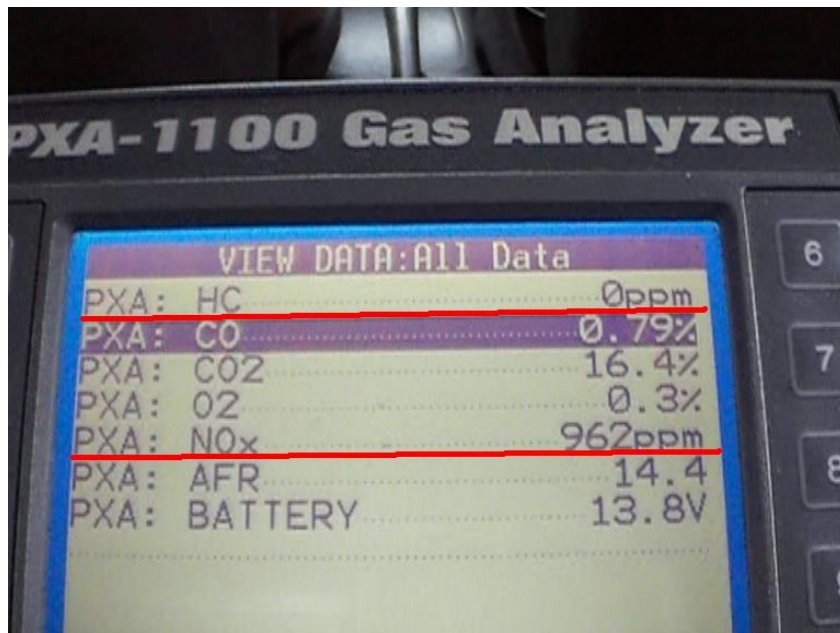 PXA-1100 Gas Analyzer
VIEW DATA:All Data
PXA: HC 0ppm
PXA: CO 0.79%
PXA: CO2 16.4%
PXA: O2 0.3%
PXA: NOx 962ppm
PXA: AFR 14.4
PXA: BATTERY 13.8V
6
7
8